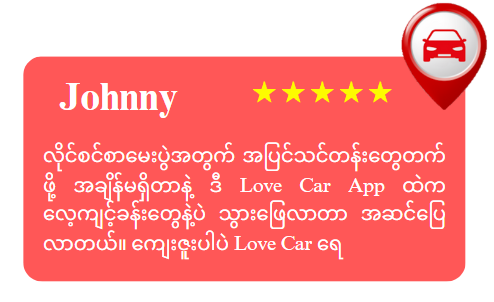 Johnny
လိုင်စင်စာမေးပွဲအတွက် အပြင်သင်တန်းတွေတက်
ဖို့ အချိန်မရှိတာနဲ့ ဒီ Love Car App ထဲက
လေ့ကျင့်ခန်းတွေနဲ့ပဲ သွားဖြေလာတာ အဆင်ပြေ
လာတယ်။ ကျေးဇူးပါပဲ Love Car ရေ